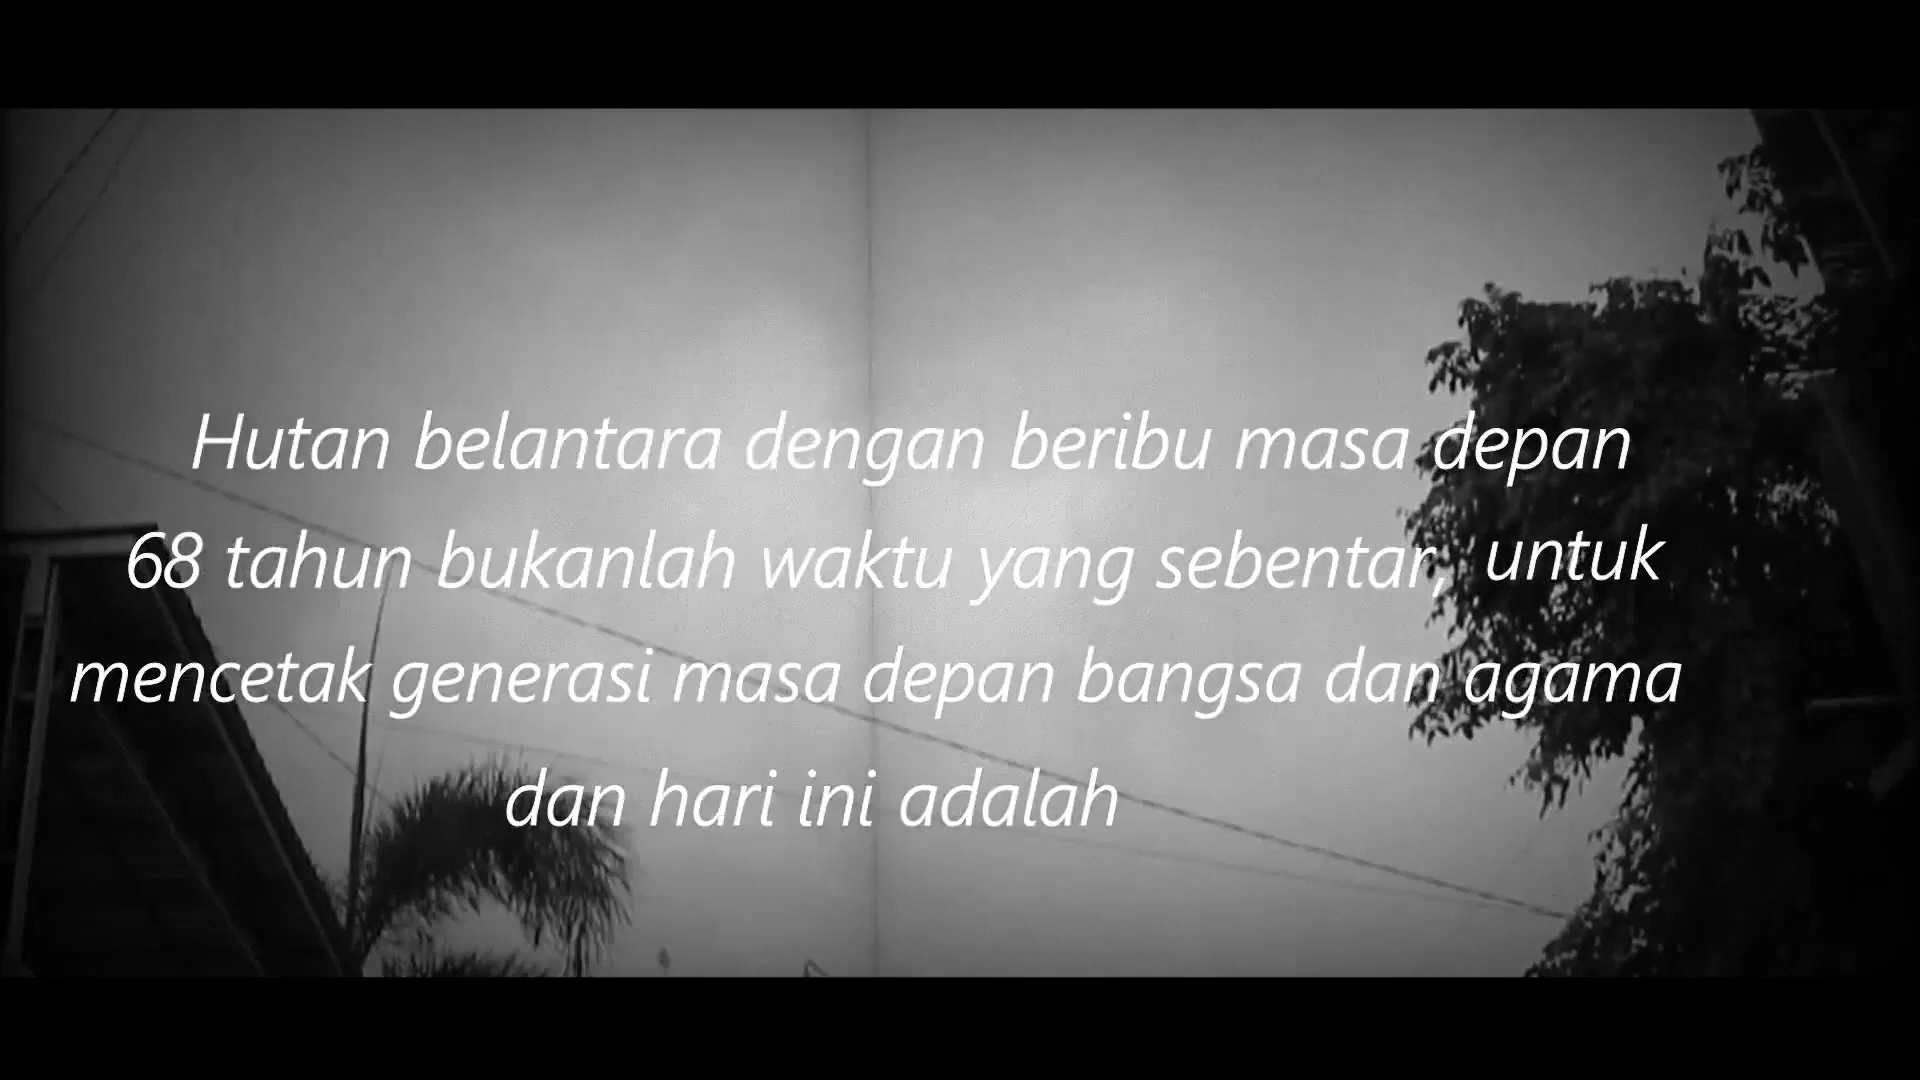 Hutan belantara dengan beribu masa depan
68 tahun bukanlah waktu yang sebentar, untuk
mencetak generasi masa depan bangsa dan agama
dan hari ini adalah